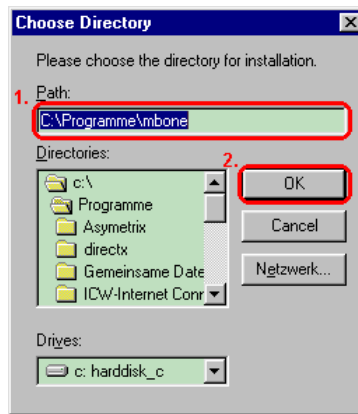 Choose Directory
Please choose the directory for installation.
Path:
1.
C:\Programme\mbone
Directories:
2.
c:\
Programme
Asymetrix
directx
Gemeinsame Date
ICW-Internet Conr
OK
Cancel
Netzwerk...
Drives:
c: harddisk_c